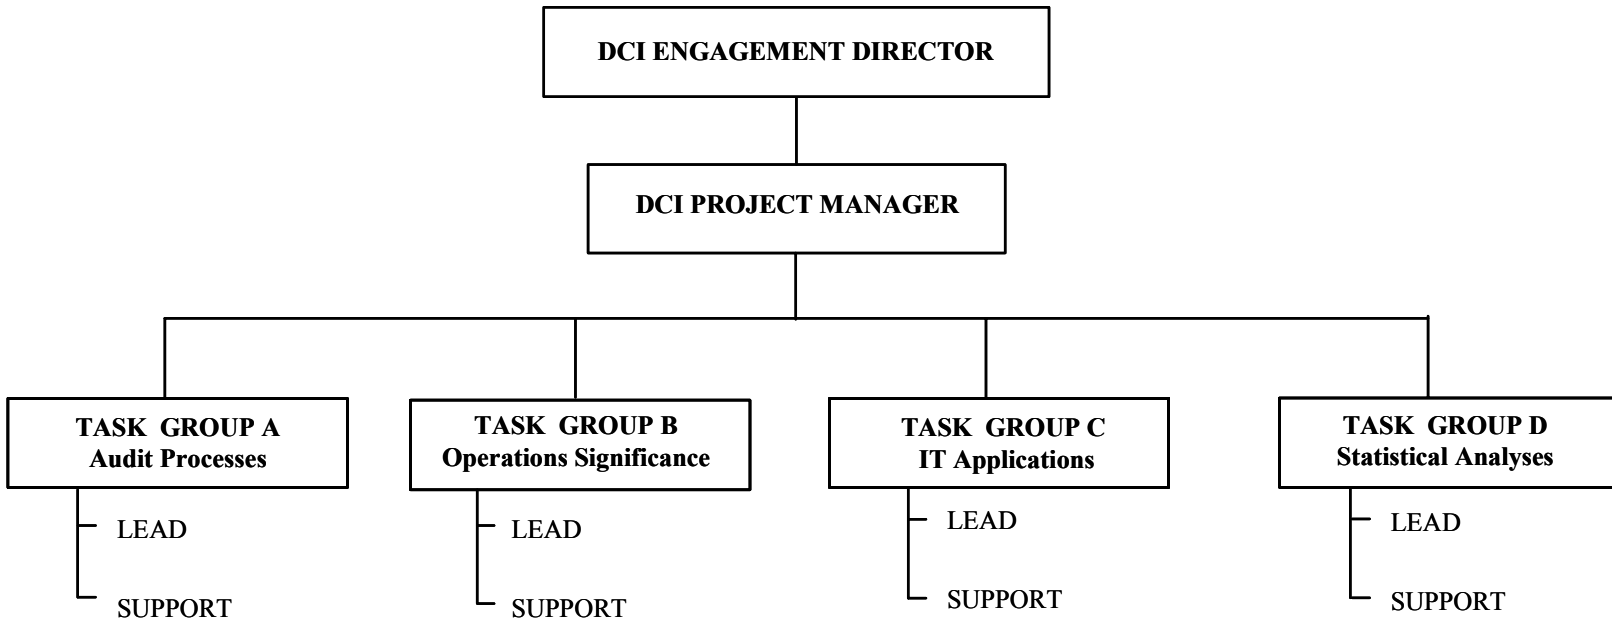 DCI ENGAGEMENT DIRECTOR
DCI PROJECT MANAGER
TASK GROUP A
Audit Processes
LEAD
SUPPORT
TASK GROUP B
Operations Significance
LEAD
SUPPORT
TASK GROUP C
IT Applications
LEAD
SUPPORT
TASK GROUP D
Statistical Analyses
LEAD
SUPPORT